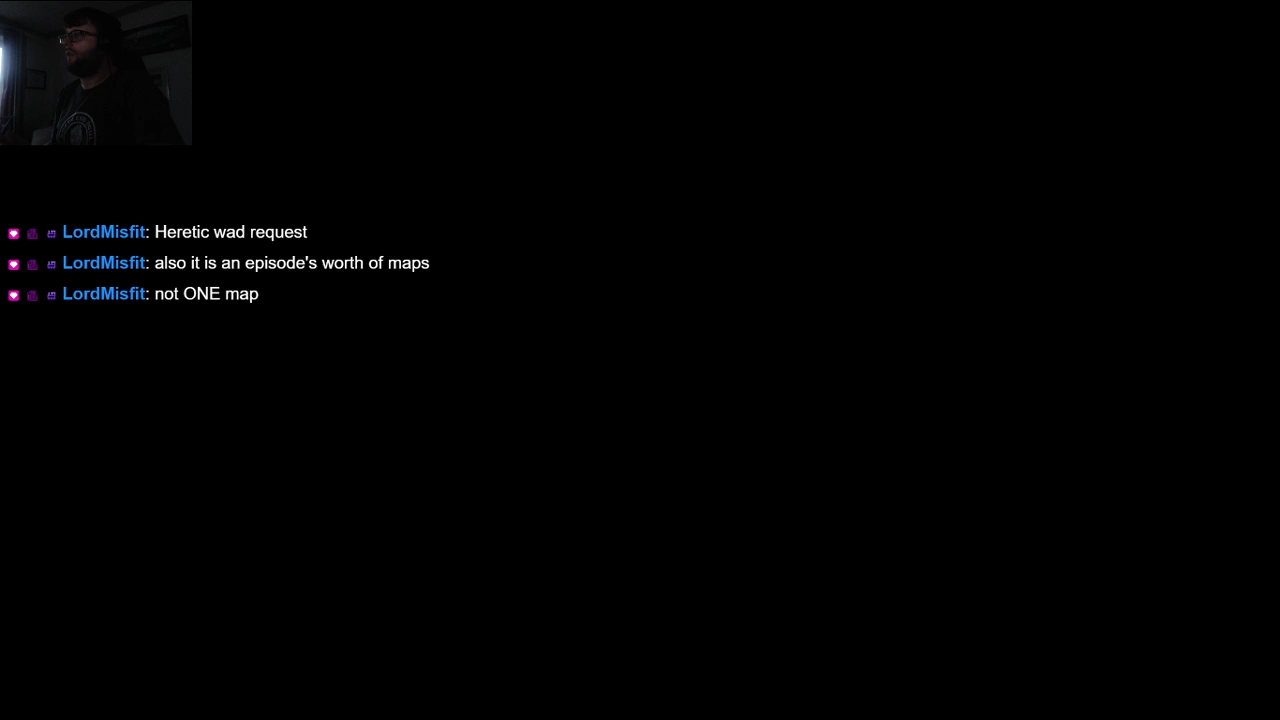 LordMisfit: Heretic wad request
LordMisfit: also it is an episode's worth of maps
LordMisfit: not ONE map